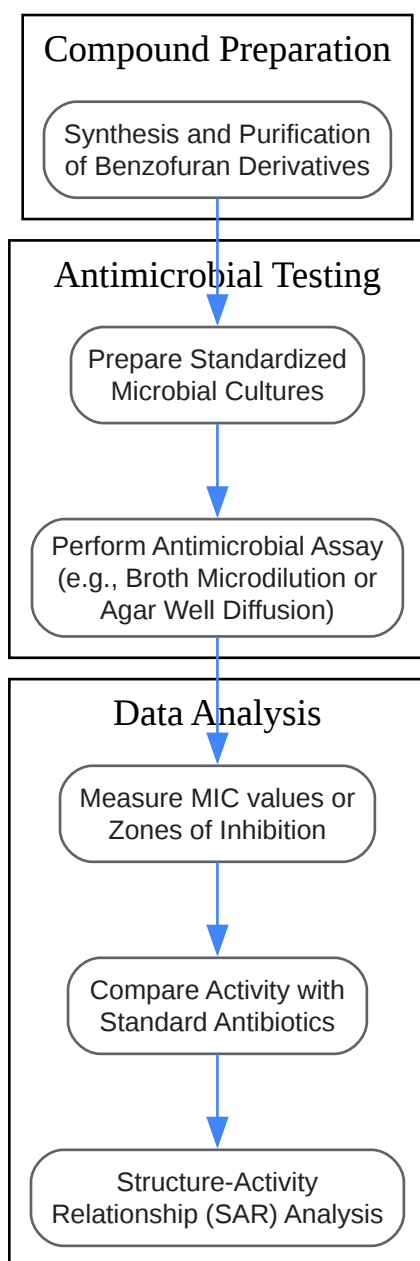 Compound Preparation
Synthesis and Purification
of Benzofuran Derivatives
Antimicrobial Testing
Prepare Standardized
Microbial Cultures
Perform Antimicrobial Assay
(e.g., Broth Microdilution or
Agar Well Diffusion)
Data Analysis
Measure MIC values or
Zones of Inhibition
Compare Activity with
Standard Antibiotics
Structure-Activity
Relationship (SAR) Analysis